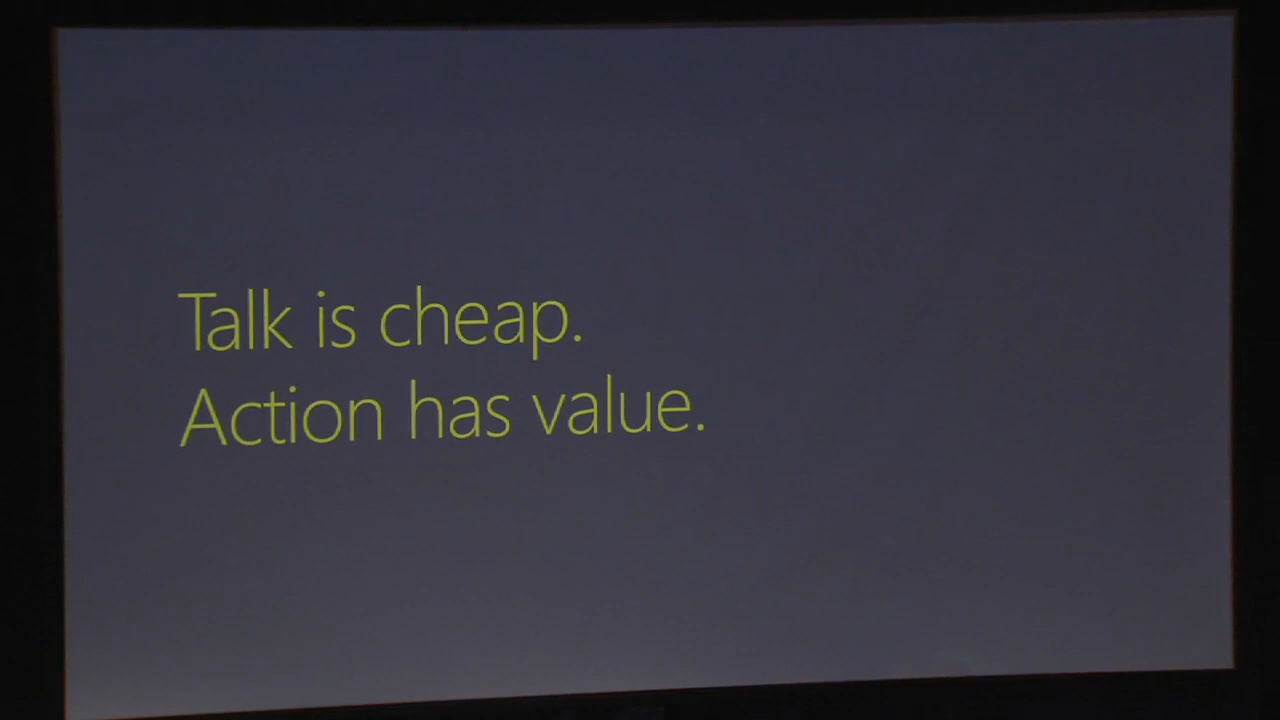 Talk is cheap.
Action has value.